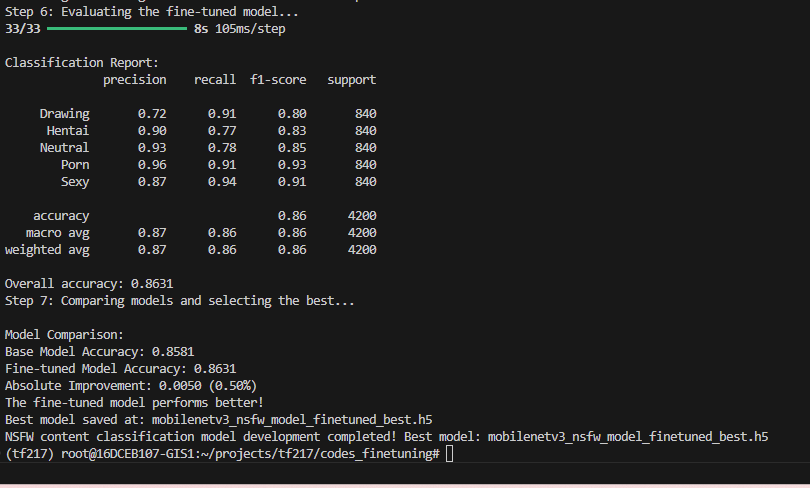 Step 6: Evaluating the fine-tuned model...
33/33 ━━━━━━━━━━━━━━━━━━━━ 8s 105ms/step
Classification Report:
precision recall f1-score support
Drawing 0.72 0.91 0.80 840
Hentai 0.90 0.77 0.83 840
Neutral 0.93 0.78 0.85 840
Porn 0.96 0.91 0.93 840
Sexy 0.87 0.94 0.91 840
accuracy 0.86 4200
macro avg 0.87 0.86 0.86 4200
weighted avg 0.87 0.86 0.86 4200
Overall accuracy: 0.8631
Step 7: Comparing models and selecting the best...
Model Comparison:
Base Model Accuracy: 0.8581
Fine-tuned Model Accuracy: 0.8631
Absolute Improvement: 0.0050 (0.50%)
The fine-tuned model performs better!
Best model saved at: mobilenetv3_nsfw_model_finetuned_best.h5
NSFW content classification model development completed! Best model: mobilenetv3_nsfw_model_finetuned_best.h5
(tf217) root@16DCEB107-GIS1:~/projects/tf217/codes_finetuning#